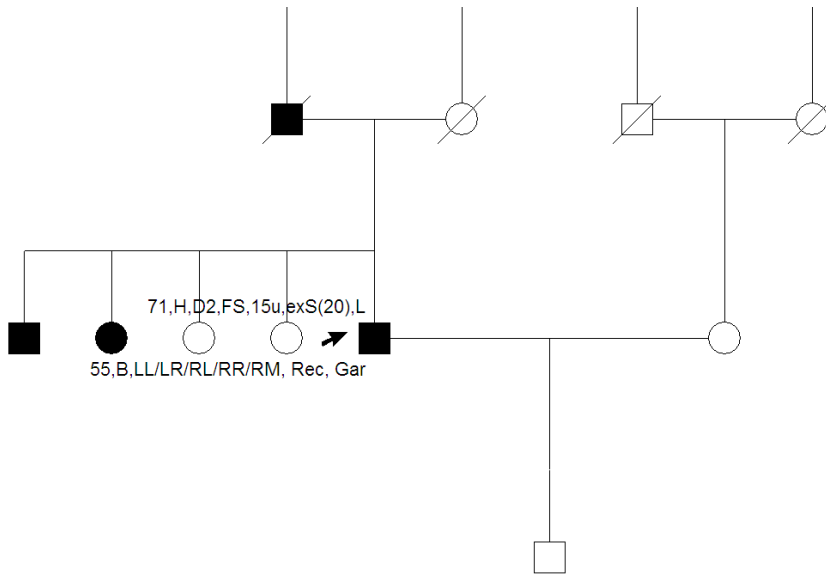 71,H,D2,FS,15u,exS(20),L
55,B,LL/LR/RL/RR/RM, Rec, Gar